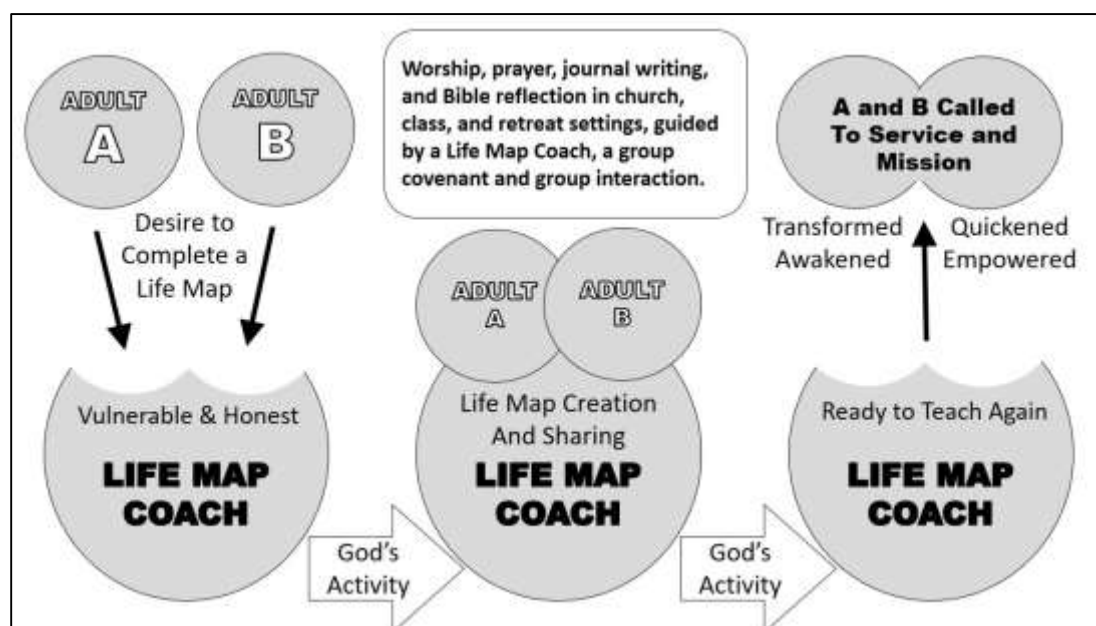 ADULT
A
ADULT
B
Desire to
Complete a
Life Map
Vulnerable & Honest
LIFE MAP
COACH
God's
Activity
Worship, prayer, journal writing,
and Bible reflection in church,
class, and retreat settings, guided
by a Life Map Coach, a group
covenant and group interaction.
ADULT
A
ADULT
B
Life Map Creation
And Sharing
LIFE MAP
COACH
God's
Activity
A and B Called
To Service and
Mission
Transformed
Awakened
Quickened
Empowered
Ready to Teach Again
LIFE MAP
COACH